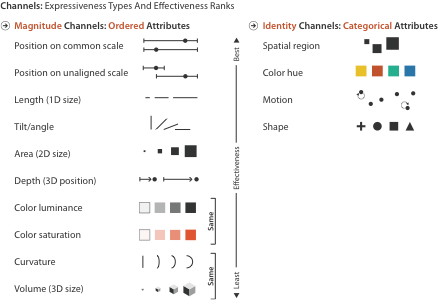 Channels: Expressiveness Types And Effectiveness Ranks
Magnitude Channels: Ordered Attributes
Position on common scale
Position on unaligned scale
Length (1D size)
Tilt/angle
Area (2D size)
Depth (3D position)
Color luminance
Color saturation
Curvature
Volume (3D size)
Same
Same
Best
Effectiveness
Least
Identity Channels: Categorical Attributes
Spatial region
Color hue
Motion
Shape